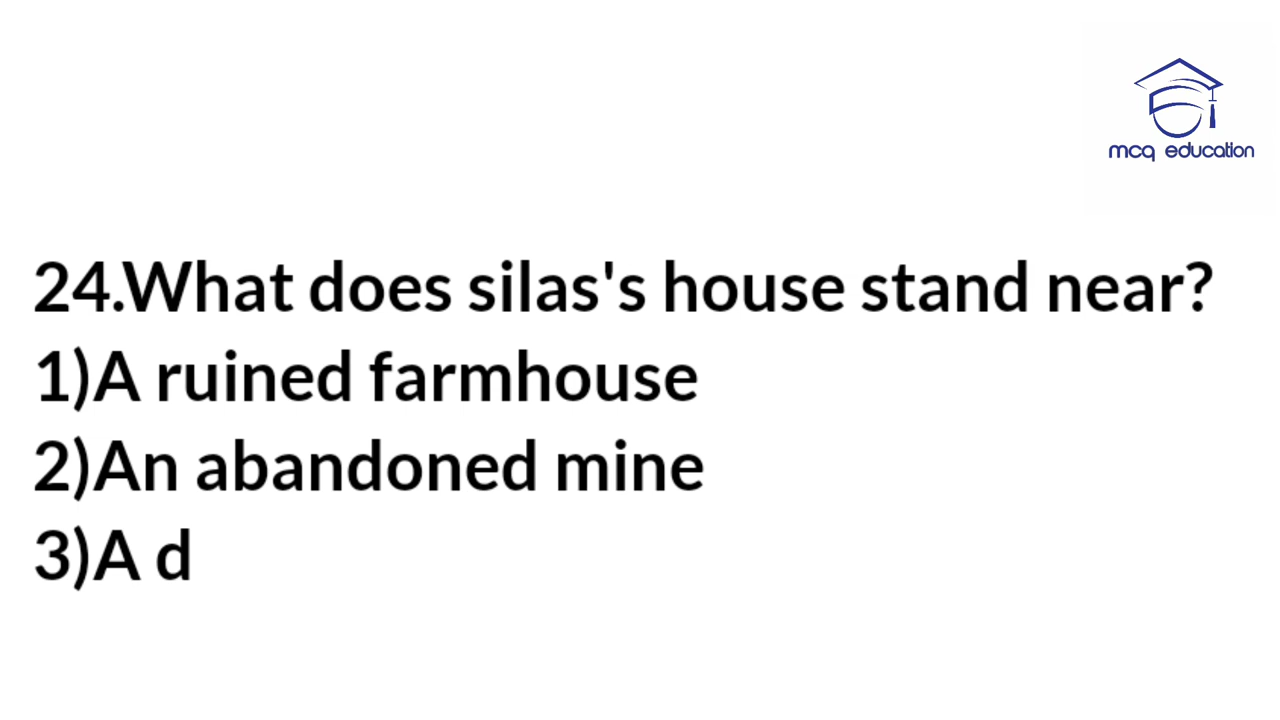 mcq education
24.What does silas's house stand near?
1)A ruined farmhouse
2)An abandoned mine
3)A d